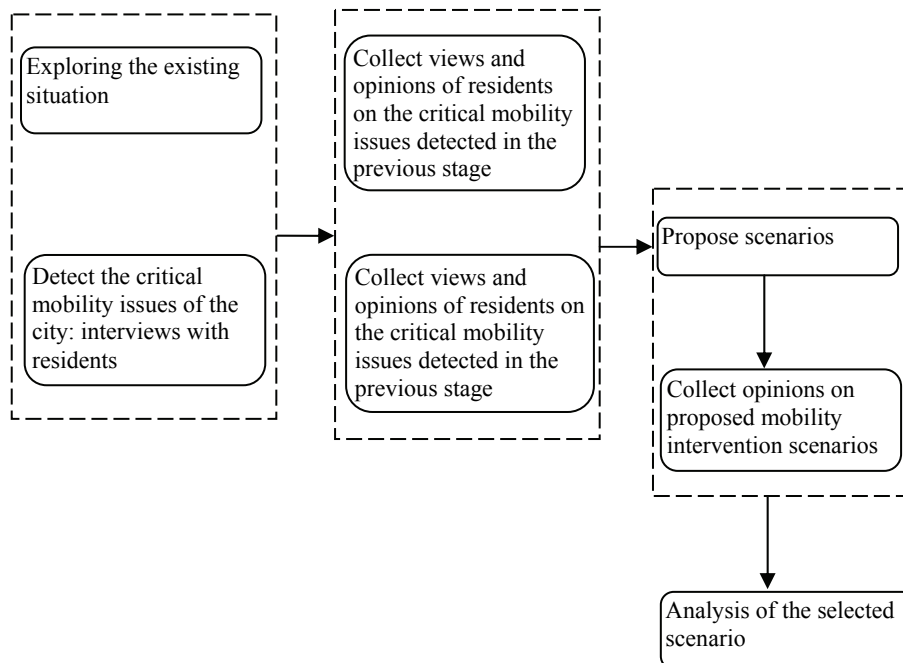 Exploring the existing
situation
Detect the critical
mobility issues of the
city: interviews with
residents
Collect views and
opinions of residents
on the critical mobility
issues detected in the
previous stage
Collect views and
opinions of residents on
the critical mobility
issues detected in the
previous stage
Propose scenarios
Collect opinions on
proposed mobility
intervention scenarios
Analysis of the selected
scenario